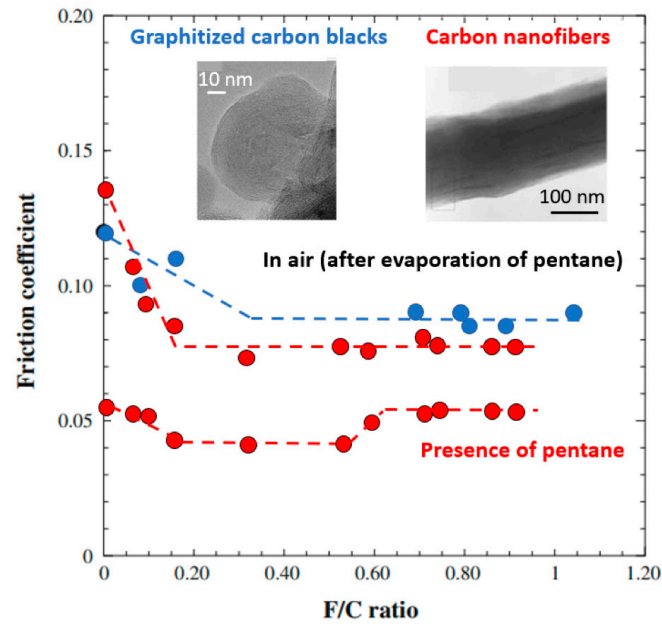 0.20
Graphitized carbon blacks
Carbon nanofibers
10 nm
100 nm
0.15
In air (after evaporation of pentane)
0.10
Friction coefficient
0.05
Presence of pentane
0
0 0.20 0.40 0.60 0.80 1 1.20
F/C ratio